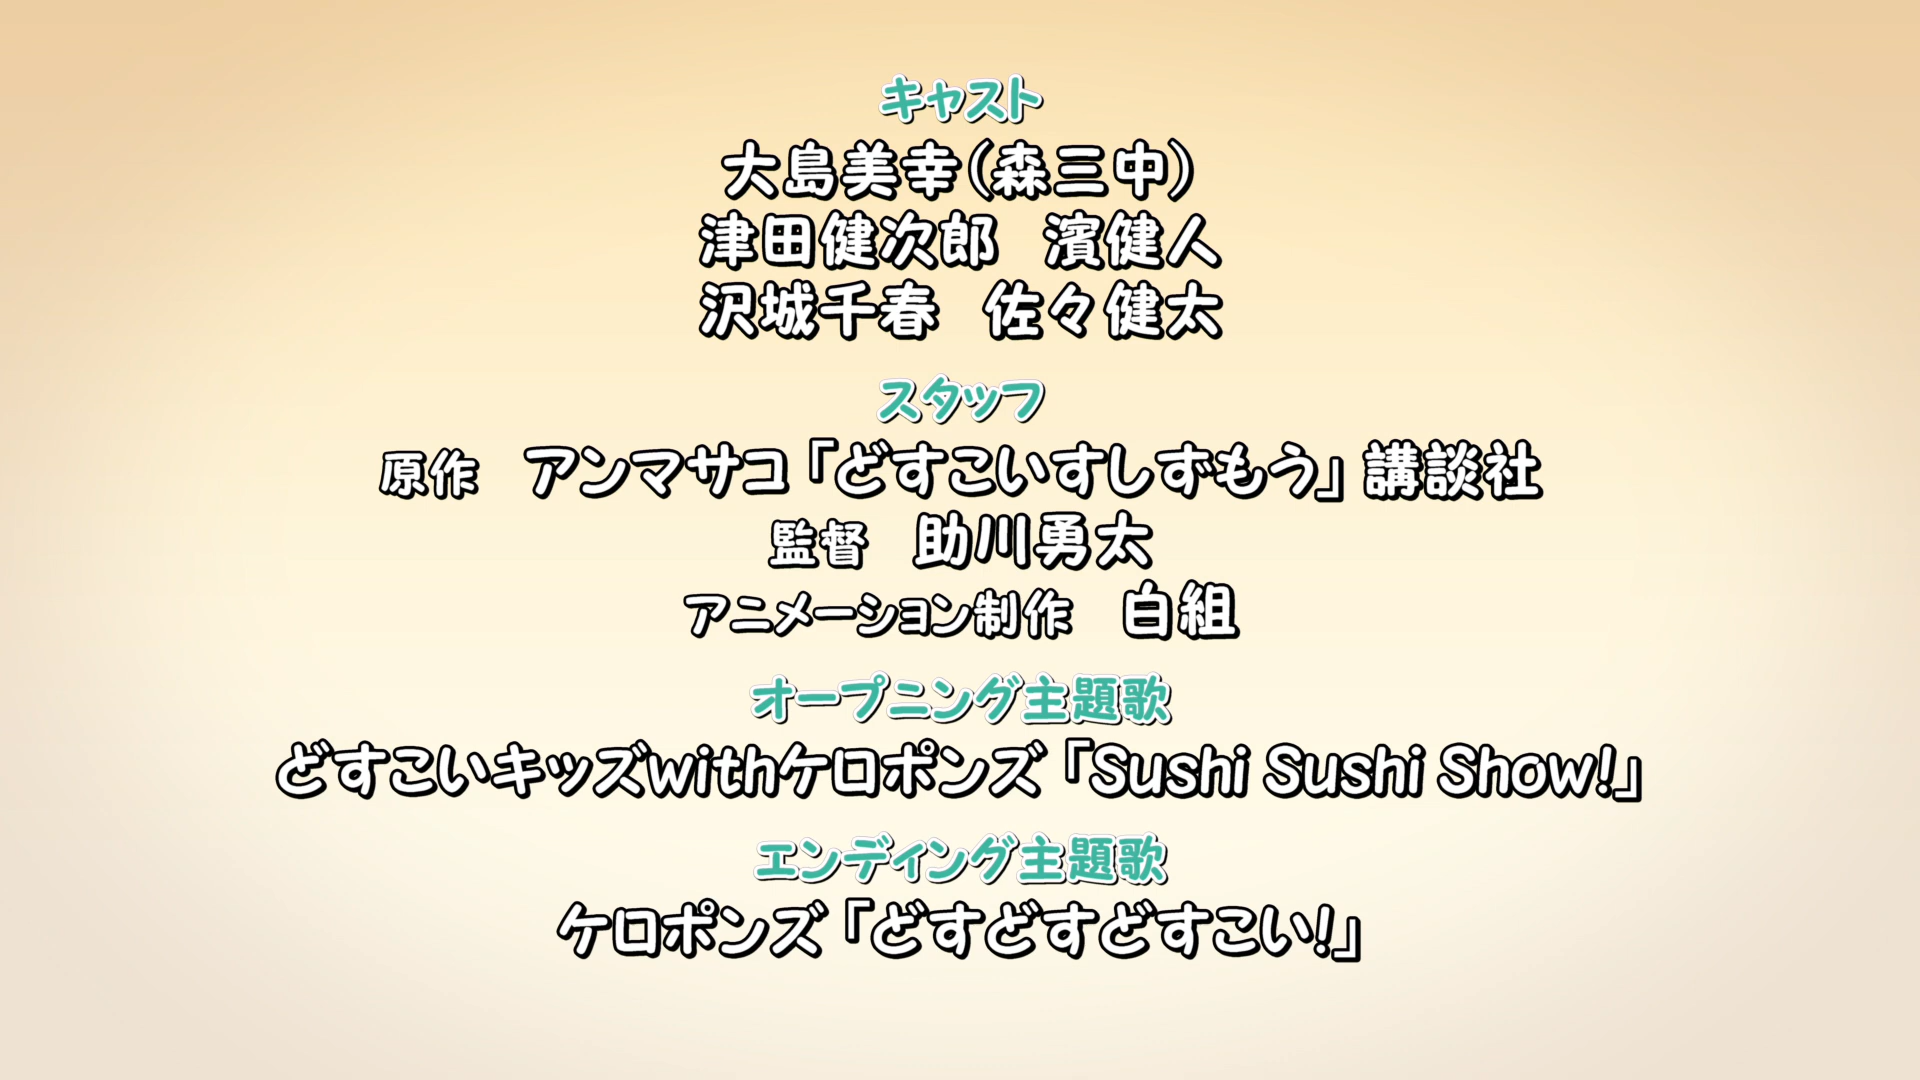 キャスト
大島美幸（森三中）
津田健次郎　濱健人
沢城千春　佐々健太
スタッフ
原作　アンマサコ「どすこいすしずもう」講談社
監督　助川勇太
アニメーション制作　白組
オープニング主題歌
どすこいキッズwithケロポンズ「Sushi Sushi Show!」
エンディング主題歌
ケロポンズ「どすどすどすこい!」